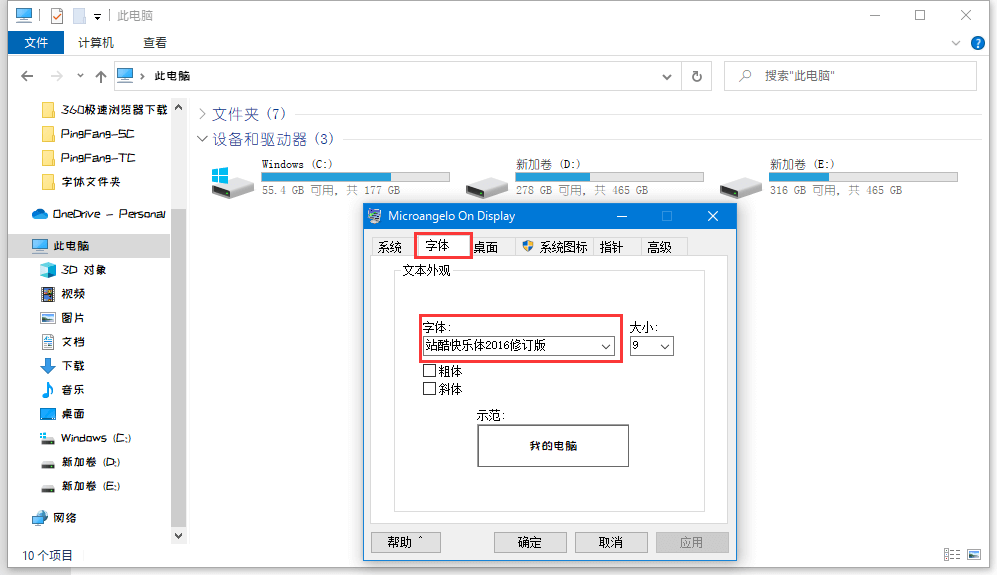 此电脑
文件 计算机 查看
此电脑 搜索"此电脑"
360极速浏览器下载
PingFang-SC
PingFang-TC
字体文件夹
OneDrive - Personal
此电脑
3D 对象
视频
图片
文档
下载
音乐
桌面
Windows (C:)
新加卷 (D:)
新加卷 (E:)
网络
10 个项目
文件夹 (7)
设备和驱动器 (3)
Windows (C:)
55.4 GB 可用, 共 177 GB
新加卷 (D:)
278 GB 可用, 共 465 GB
新加卷 (E:)
316 GB 可用, 共 465 GB
Microangelo On Display
系统 字体 桌面 系统图标 指针 高级
文本外观
字体: 大小:
站酷快乐体2016修订版 9
粗体
斜体
示范:
我的电脑
帮助 ^ 确定 取消 应用